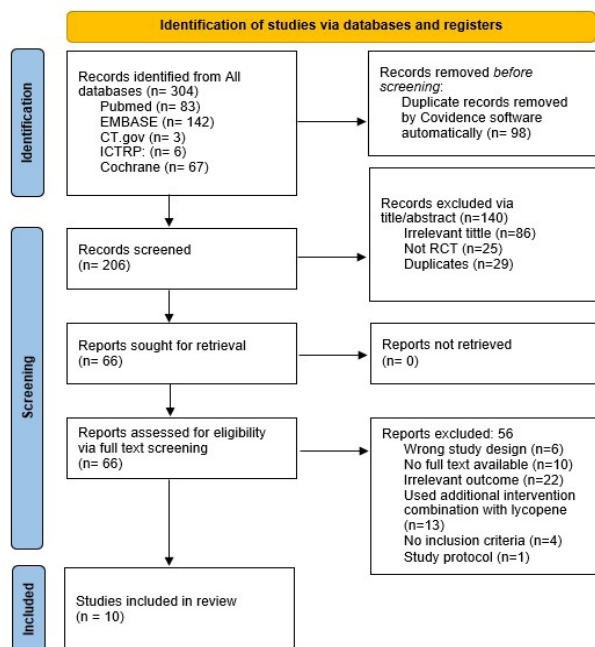 Identification of studies via databases and registers
Identification
Records identified from All
databases (n= 304)
Pubmed (n= 83)
EMBASE (n= 142)
CT.gov (n= 3)
ICTRP: (n= 6)
Cochrane (n= 67)
Records removed before
screening:
Duplicate records removed
by Covidence software
automatically (n= 98)
Screening
Records screened
(n= 206)
Records excluded via
title/abstract (n=140)
Irrelevant tittle (n=86)
Not RCT (n=25)
Duplicates (n=29)
Reports sought for retrieval
(n= 66)
Reports not retrieved
(n= 0)
Reports assessed for eligibility
via full text screening
(n= 66)
Reports excluded: 56
Wrong study design (n=6)
No full text available (n=10)
Irrelevant outcome (n=22)
Used additional intervention
combination with lycopene
(n=13)
No inclusion criteria (n=4)
Study protocol (n=1)
Included
Studies included in review
(n = 10)